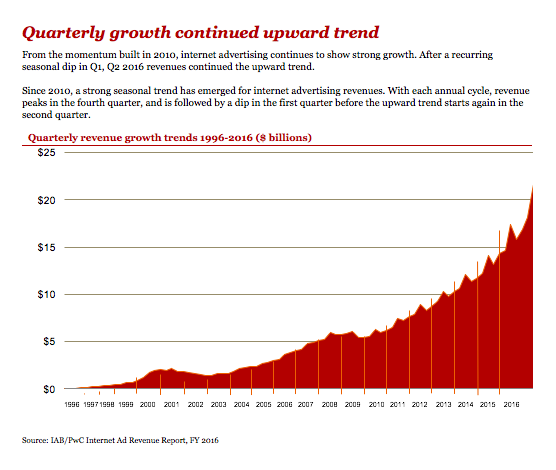 Quarterly growth continued upward trend
From the momentum built in 2010, internet advertising continues to show strong growth. After a recurring
seasonal dip in Q1, Q2 2016 revenues continued the upward trend.
Since 2010, a strong seasonal trend has emerged for internet advertising revenues. With each annual cycle, revenue
peaks in the fourth quarter, and is followed by a dip in the first quarter before the upward trend starts again in the
second quarter.
Quarterly revenue growth trends 1996-2016 ($ billions)
$25
$20
$15
$10
$5
$0
1996 1997 1998 1999 2000 2001 2002 2003 2004 2005 2006 2007 2008 2009 2010 2011 2012 2013 2014 2015 2016
Source: IAB/PwC Internet Ad Revenue Report, FY 2016